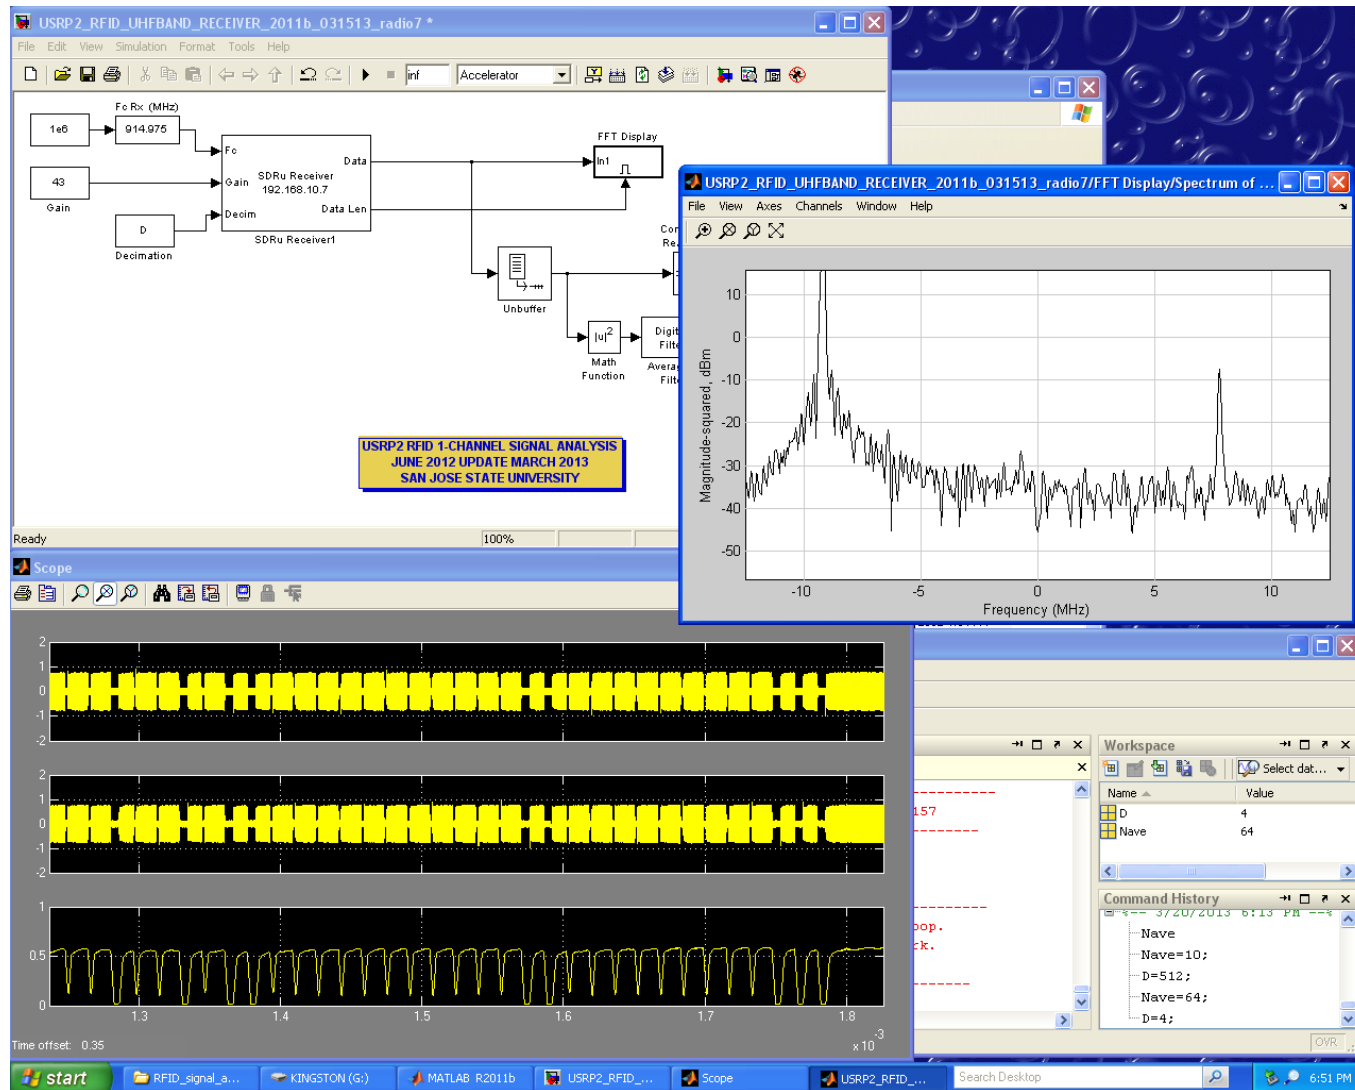 USRP2_RFID_UHFBAND_RECEIVER_2011b_031513_radio7 *
File Edit View Simulation Format Tools Help
inf Accelerator
Fc Rx (MHz)
1e6 914.975
Fc
Data
SDRu Receiver
43 Gain 192.168.10.7
Gain
Data Len
D Decim
Decimation SDRu Receiver1
FFT Display
In1
Unbuffer
|u|²
Math
Function
USRP2 RFID 1-CHANNEL SIGNAL ANALYSIS
JUNE 2012 UPDATE MARCH 2013
SAN JOSE STATE UNIVERSITY
Ready 100%
USRP2_RFID_UHFBAND_RECEIVER_2011b_031513_radio7/FFT Display/Spectrum of ...
File View Axes Channels Window Help
Magnitude-squared, dBm
10
0
-10
-20
-30
-40
-50
-10 -5 0 5 10
Frequency (MHz)
Scope
2
1
0
-1
-2
2
1
0
-1
-2
1
0.5
0
1.3 1.4 1.5 1.6 1.7 1.8
Time offset: 0.35 x 10 -3
157
Workspace
Select dat...
Name Value
D 4
Nave 64
Command History
%-- 3/20/2013 6:13 PM --%
Nave
Nave=10;
D=512;
Nave=64;
D=4;
OVR
start RFID_signal_a... KINGSTON (G:) MATLAB R2011b USRP2_RFID_... Scope USRP2_RFID_... Search Desktop 6:51 PM